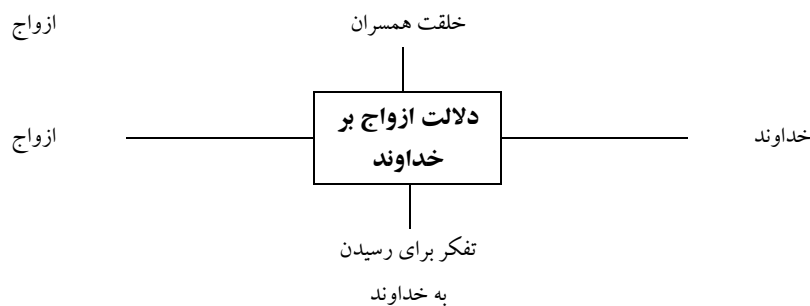 خلقت همسران
ازواج
دلالت ازواج بر
خداوند
خداوند
ازواج
تفکر برای رسیدن
به خداوند